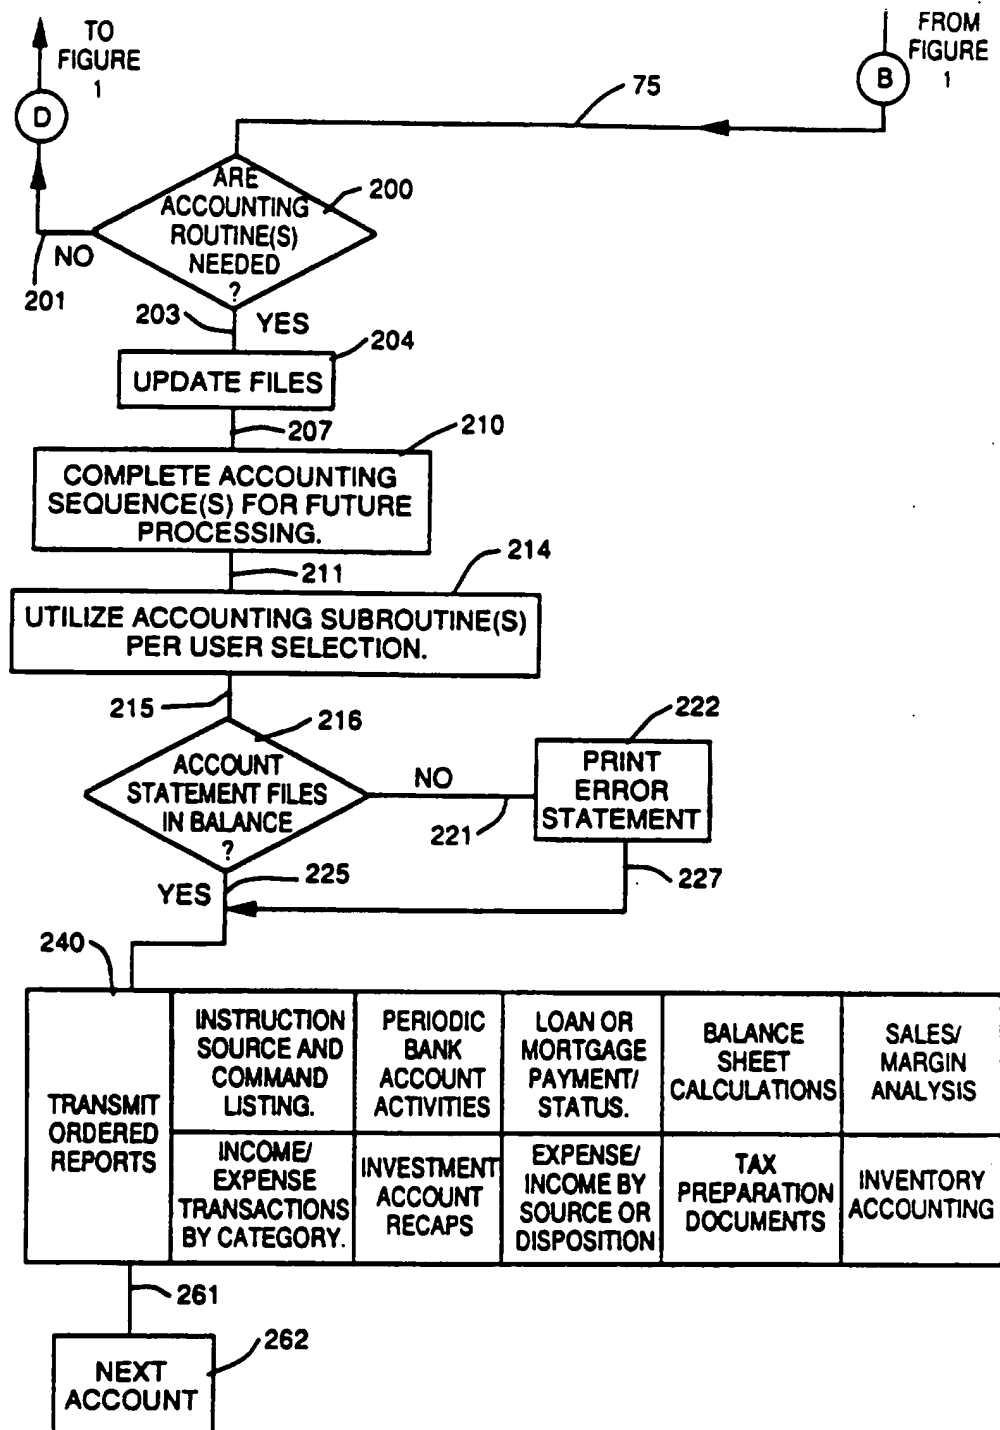 TO
FIGURE
1
D
FROM
FIGURE
1
B
75
ARE
ACCOUNTING
ROUTINE(S)
NEEDED
?
200
NO
201
203
YES
204
UPDATE FILES
207
210
COMPLETE ACCOUNTING
SEQUENCE(S) FOR FUTURE
PROCESSING.
211
214
UTILIZE ACCOUNTING SUBROUTINE(S)
PER USER SELECTION.
215
216
ACCOUNT
STATEMENT FILES
IN BALANCE
?
NO
221
222
PRINT
ERROR
STATEMENT
227
YES
225
240
TRANSMIT
ORDERED
REPORTS
INSTRUCTION
SOURCE AND
COMMAND
LISTING.
PERIODIC
BANK
ACCOUNT
ACTIVITIES
LOAN OR
MORTGAGE
PAYMENT/
STATUS.
BALANCE
SHEET
CALCULATIONS
SALES/
MARGIN
ANALYSIS
INCOME/
EXPENSE
TRANSACTIONS
BY CATEGORY.
INVESTMENT
ACCOUNT
RECAPS
EXPENSE/
INCOME BY
SOURCE OR
DISPOSITION
TAX
PREPARATION
DOCUMENTS
INVENTORY
ACCOUNTING
261
262
NEXT
ACCOUNT